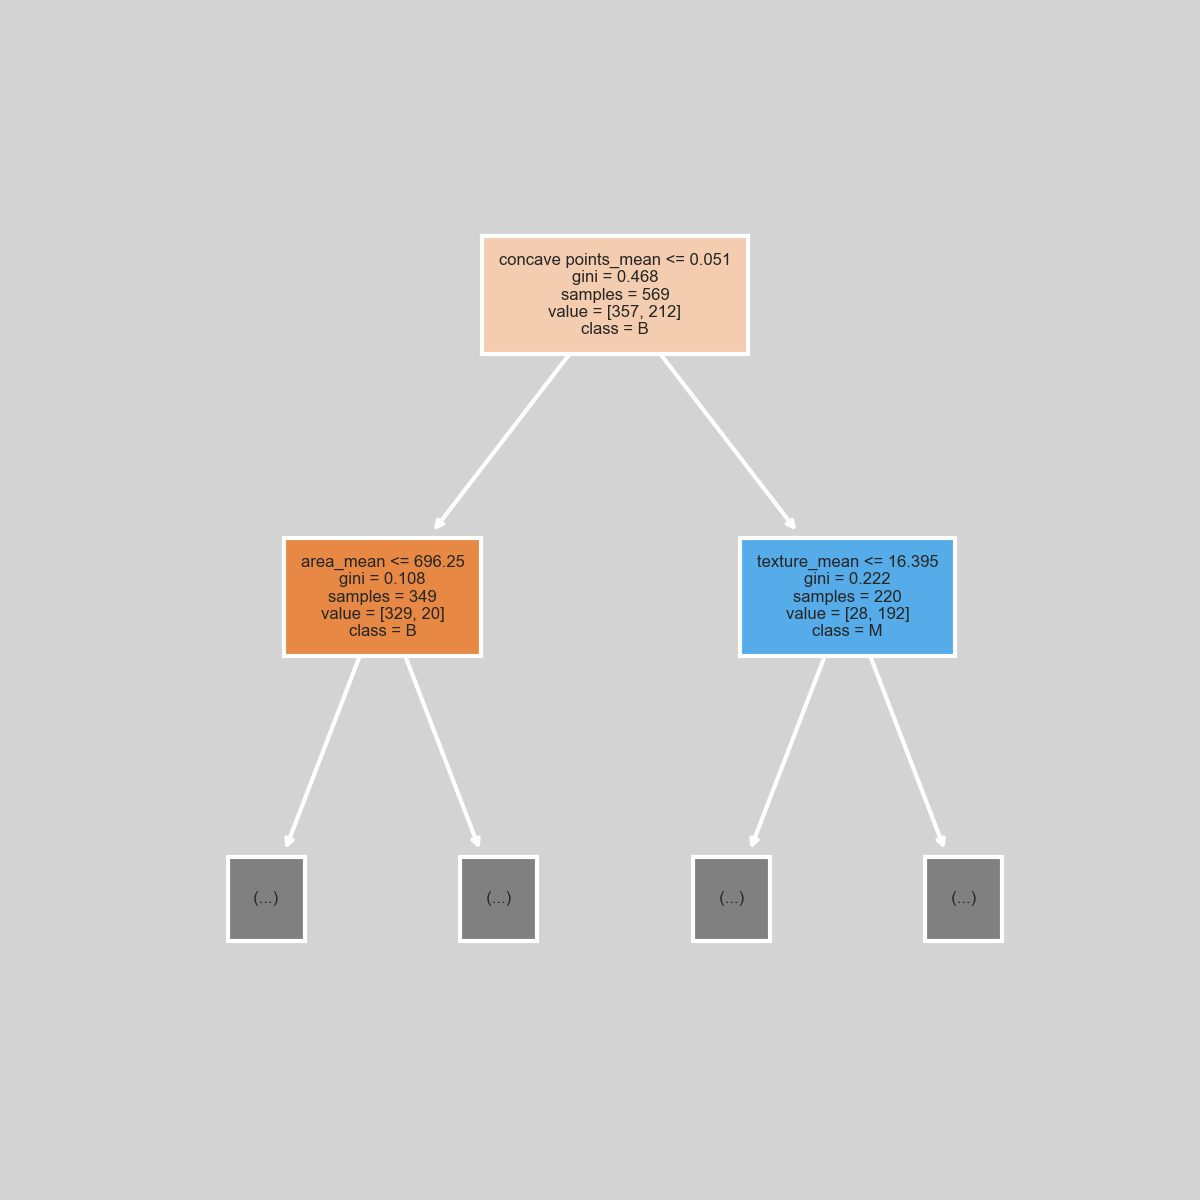 concave points_mean <= 0.051
gini = 0.468
samples = 569
value = [357, 212]
class = B
area_mean <= 696.25
gini = 0.108
samples = 349
value = [329, 20]
class = B
texture_mean <= 16.395
gini = 0.222
samples = 220
value = [28, 192]
class = M
(...)
(...)
(...)
(...)